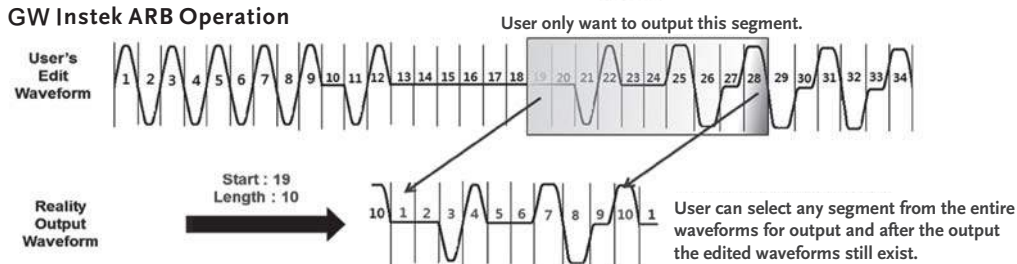 GW Instek ARB Operation
User only want to output this segment.
User's
Edit
Waveform
1 2 3 4 5 6 7 8 9 10 11 12 13 14 15 16 17 18 19 20 21 22 23 24 25 26 27 28 29 30 31 32 33 34
Start : 19
Length : 10
Reality
Output
Waveform
10 1 2 3 4 5 6 7 8 9 10 1
User can select any segment from the entire
waveforms for output and after the output
the edited waveforms still exist.